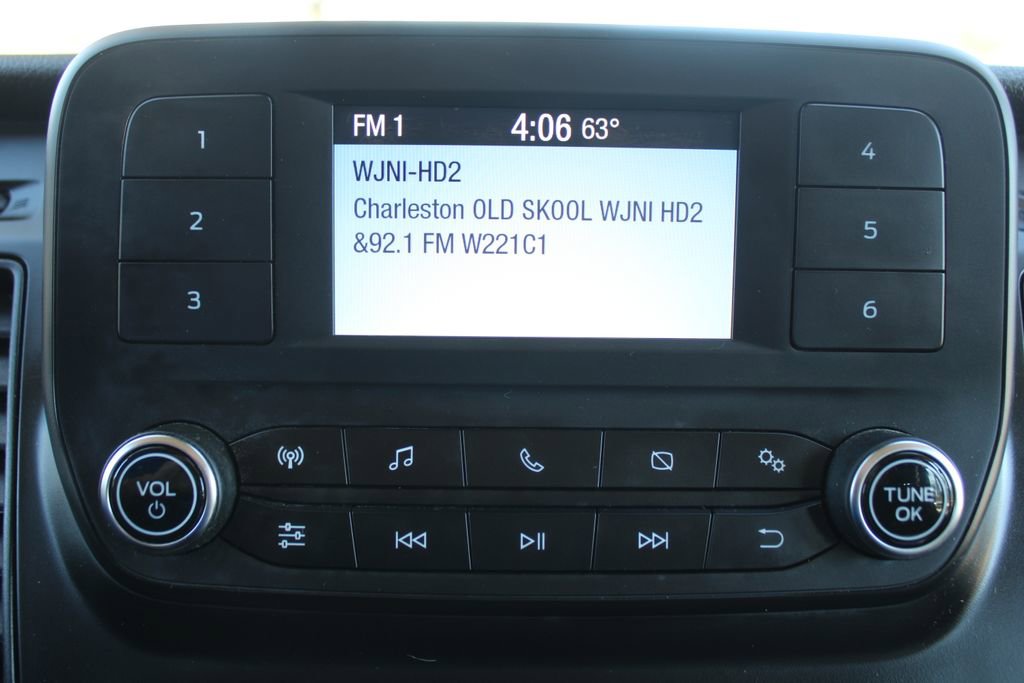 FM 1 4:06 63°
WJNI-HD2
Charleston OLD SKOOL WJNI HD2
&92.1 FM W221C1
1
2
3
4
5
6
VOL
TUNE
OK